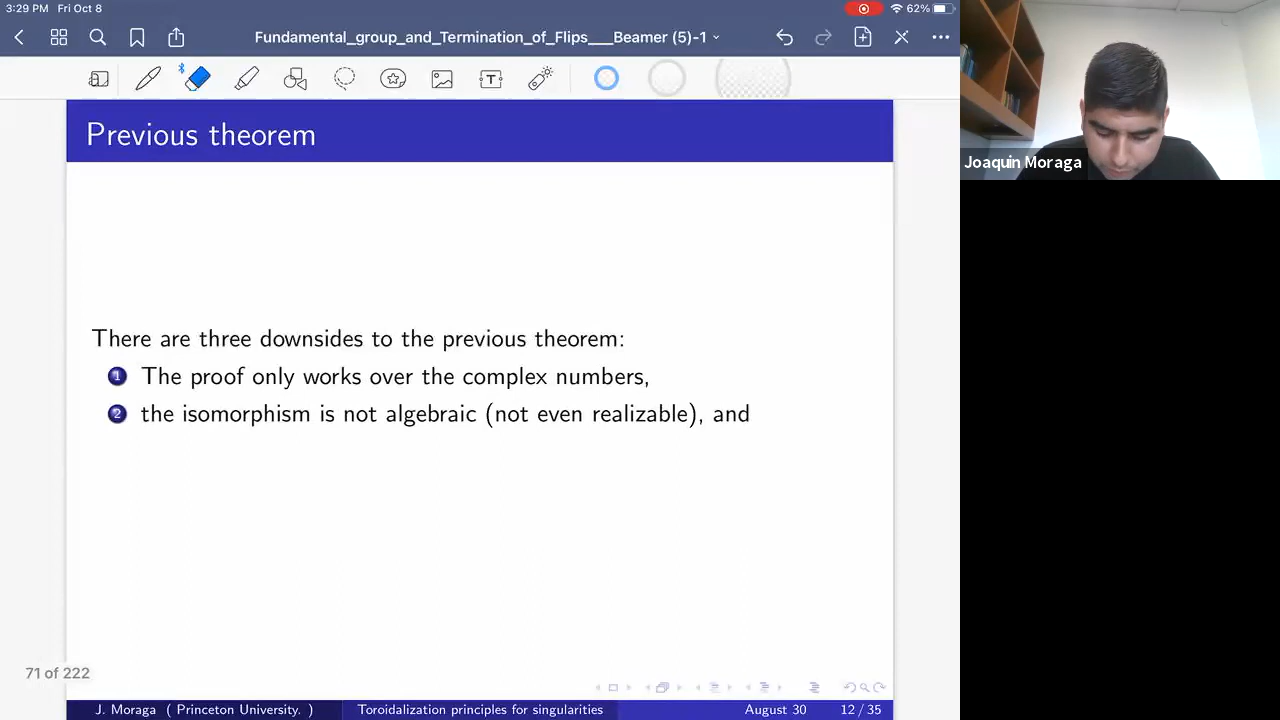 3:29 PM Fri Oct 8
62%
Fundamental_group_and_Termination_of_Flips___Beamer (5)-1
T
Previous theorem
Joaquin Moraga
There are three downsides to the previous theorem:
1 The proof only works over the complex numbers,
2 the isomorphism is not algebraic (not even realizable), and
71 of 222
J. Moraga ( Princeton University. ) Toroidalization principles for singularities August 30 12 / 35